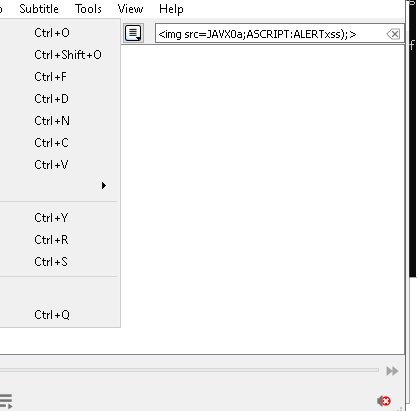 Subtitle Tools View Help
<img src=JAVX0a;ASCRIPT:ALERTxss);>
Ctrl+O
Ctrl+Shift+O
Ctrl+F
Ctrl+D
Ctrl+N
Ctrl+C
Ctrl+V
Ctrl+Y
Ctrl+R
Ctrl+S
Ctrl+Q